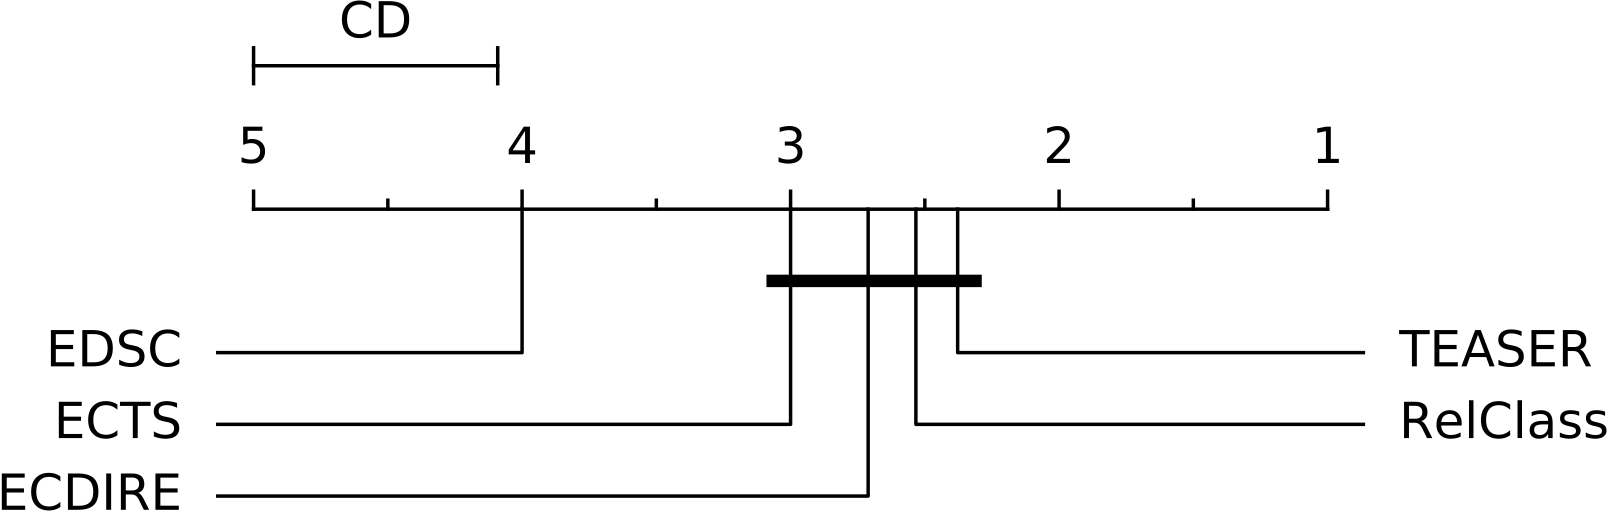 CD
5 4 3 2 1
EDSC TEASER
ECTS RelClass
ECDIRE